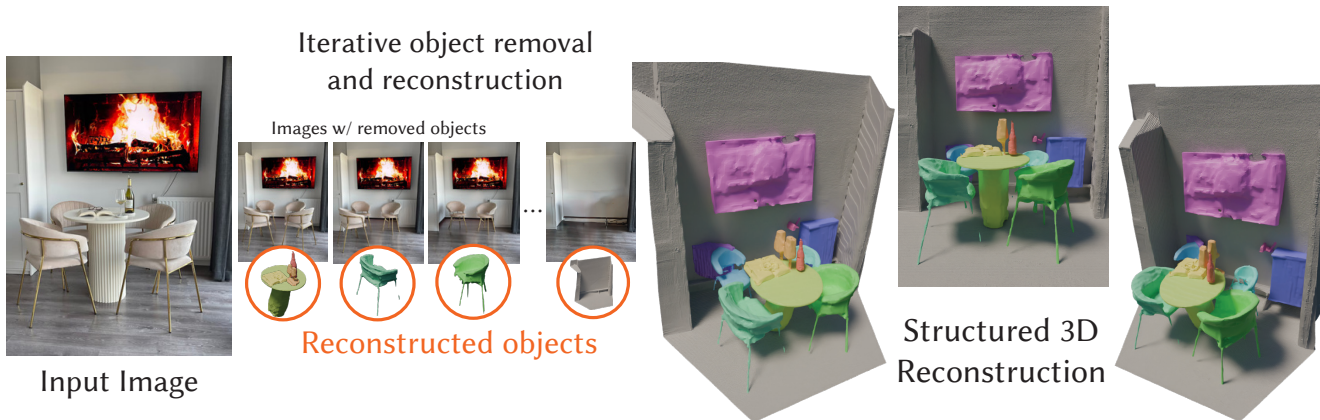 Iterative object removal
and reconstruction
Images w/ removed objects
...
Reconstructed objects
Input Image
Structured 3D
Reconstruction